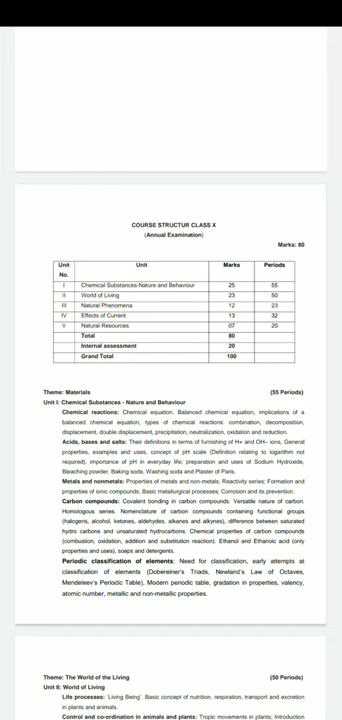 COURSE STRUCTUR CLASS X
(Annual Examination)
Marks: 80
Unit No. Unit Marks Periods
I Chemical Substances-Nature and Behaviour 25 55
II World of Living 23 50
III Natural Phenomena 12 23
IV Effects of Current 13 32
V Natural Resources 07 20
Total 80
Internal assessment 20
Grand Total 100
Theme: Materials (55 Periods)
Unit I: Chemical Substances - Nature and Behaviour
Chemical reactions: Chemical equation, Balanced chemical equation, implications of a
balanced chemical equation, types of chemical reactions: combination, decomposition,
displacement, double displacement, precipitation, neutralization, oxidation and reduction.
Acids, bases and salts: Their definitions in terms of furnishing of H+ and OH– ions, General
properties, examples and uses, concept of pH scale (Definition relating to logarithm not
required), importance of pH in everyday life; preparation and uses of Sodium Hydroxide,
Bleaching powder, Baking soda, Washing soda and Plaster of Paris.
Metals and nonmetals: Properties of metals and non-metals; Reactivity series; Formation and
properties of ionic compounds; Basic metallurgical processes; Corrosion and its prevention.
Carbon compounds: Covalent bonding in carbon compounds. Versatile nature of carbon.
Homologous series. Nomenclature of carbon compounds containing functional groups
(halogens, alcohol, ketones, aldehydes, alkanes and alkynes), difference between saturated
hydro carbons and unsaturated hydrocarbons. Chemical properties of carbon compounds
(combustion, oxidation, addition and substitution reaction). Ethanol and Ethanoic acid (only
properties and uses), soaps and detergents.
Periodic classification of elements: Need for classification, early attempts at
classification of elements (Dobereiner's Triads, Newland's Law of Octaves,
Mendeleev's Periodic Table), Modern periodic table, gradation in properties, valency,
atomic number, metallic and non-metallic properties.
Theme: The World of the Living (50 Periods)
Unit II: World of Living
Life processes: 'Living Being'. Basic concept of nutrition, respiration, transport and excretion
in plants and animals.
Control and co-ordination in animals and plants: Tropic movements in plants; Introduction